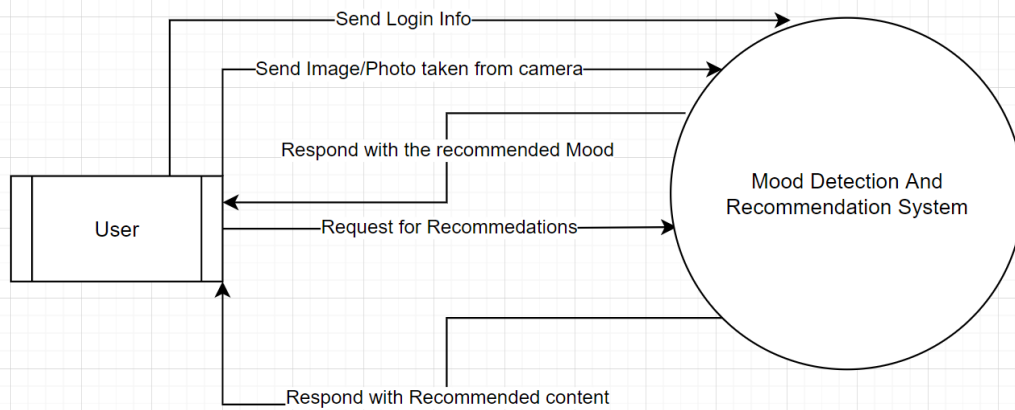 Send Login Info
Send Image/Photo taken from camera
Respond with the recommended Mood
User
Request for Recommedations
Mood Detection And
Recommendation System
Respond with Recommended content